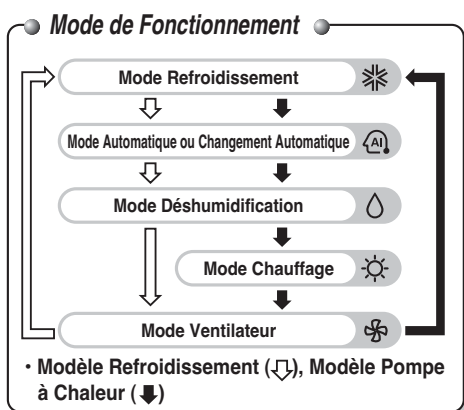 Mode de Fonctionnement
Mode Refroidissement
Mode Automatique ou Changement Automatique
AI
Mode Déshumidification
Mode Chauffage
Mode Ventilateur
· Modèle Refroidissement (⇩), Modèle Pompe
à Chaleur (⬇)